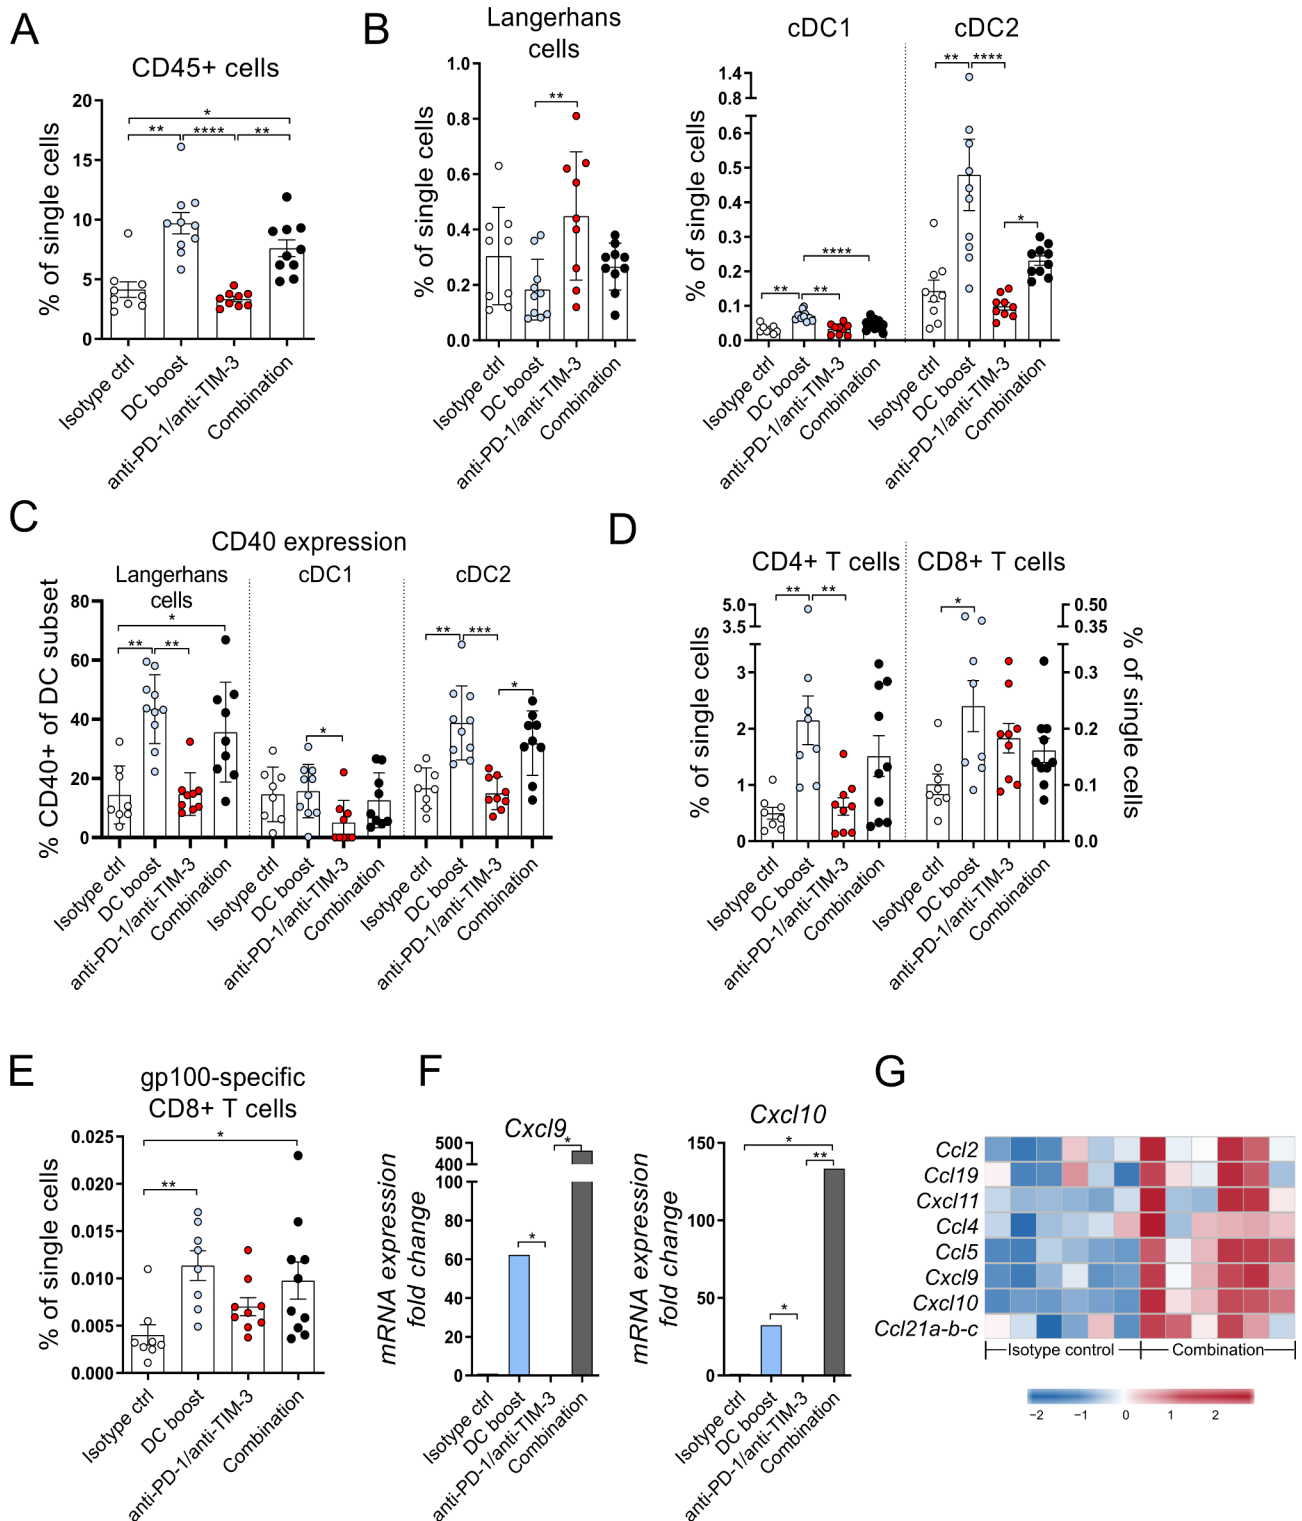 A
CD45+ cells
% of single cells
20
15
10
5
0
*
**
****
**
Isotype ctrl
DC boost
anti-PD-1/anti-TIM-3
Combination
B
Langerhans
cells
% of single cells
1.0
0.8
0.6
0.4
0.2
0.0
**
Isotype ctrl
DC boost
anti-PD-1/anti-TIM-3
Combination
cDC1
cDC2
% of single cells
1.4
0.8
0.6
0.5
0.4
0.3
0.2
0.1
0.0
**
**
****
**
****
*
Isotype ctrl
DC boost
anti-PD-1/anti-TIM-3
Combination
Isotype ctrl
DC boost
anti-PD-1/anti-TIM-3
Combination
C
CD40 expression
Langerhans
cells
cDC1
cDC2
% CD40+ of DC subset
80
60
40
20
0
*
**
**
*
**
***
*
Isotype ctrl
DC boost
anti-PD-1/anti-TIM-3
Combination
Isotype ctrl
DC boost
anti-PD-1/anti-TIM-3
Combination
Isotype ctrl
DC boost
anti-PD-1/anti-TIM-3
Combination
D
CD4+ T cells
CD8+ T cells
% of single cells
5.0
3.5
3
2
1
0
**
**
*
0.50
0.35
0.3
0.2
0.1
0.0
% of single cells
Isotype ctrl
DC boost
anti-PD-1/anti-TIM-3
Combination
Isotype ctrl
DC boost
anti-PD-1/anti-TIM-3
Combination
E
gp100-specific
CD8+ T cells
% of single cells
0.025
0.020
0.015
0.010
0.005
0.000
*
**
Isotype ctrl
DC boost
anti-PD-1/anti-TIM-3
Combination
F
Cxcl9
mRNA expression
fold change
500
400
100
80
60
40
20
0
*
*
Isotype ctrl
DC boost
anti-PD-1/anti-TIM-3
Combination
Cxcl10
mRNA expression
fold change
150
100
50
0
*
**
*
Isotype ctrl
DC boost
anti-PD-1/anti-TIM-3
Combination
G
Ccl2
Ccl19
Cxcl11
Ccl4
Ccl5
Cxcl9
Cxcl10
Ccl21a-b-c
Isotype control
Combination
−2 −1 0 1 2